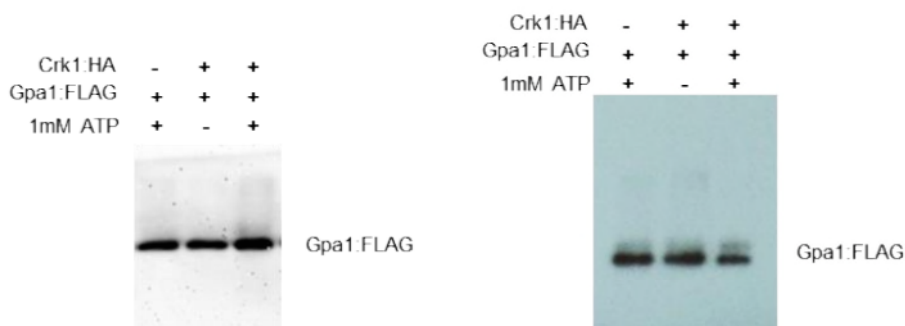 Crk1:HA - + +
Gpa1:FLAG + + +
1mM ATP + - +
Gpa1:FLAG
Crk1:HA - + +
Gpa1:FLAG + + +
1mM ATP + - +
Gpa1:FLAG